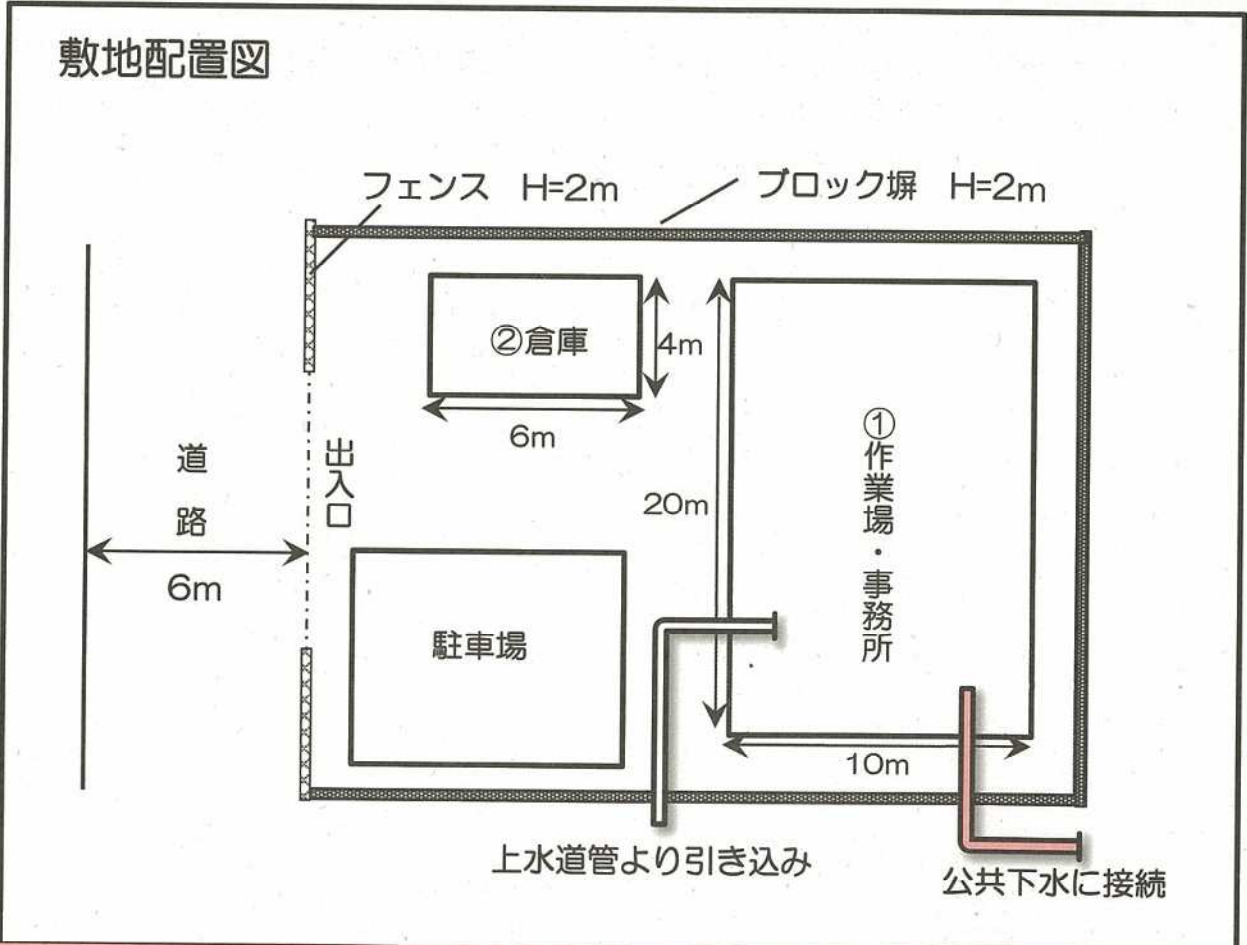 敷地配置図
フェンス　H=2m
ブロック塀　H=2m
②倉庫
4m
6m
①作業場・事務所
20m
10m
道路
6m
出入口
駐車場
上水道管より引き込み
公共下水に接続